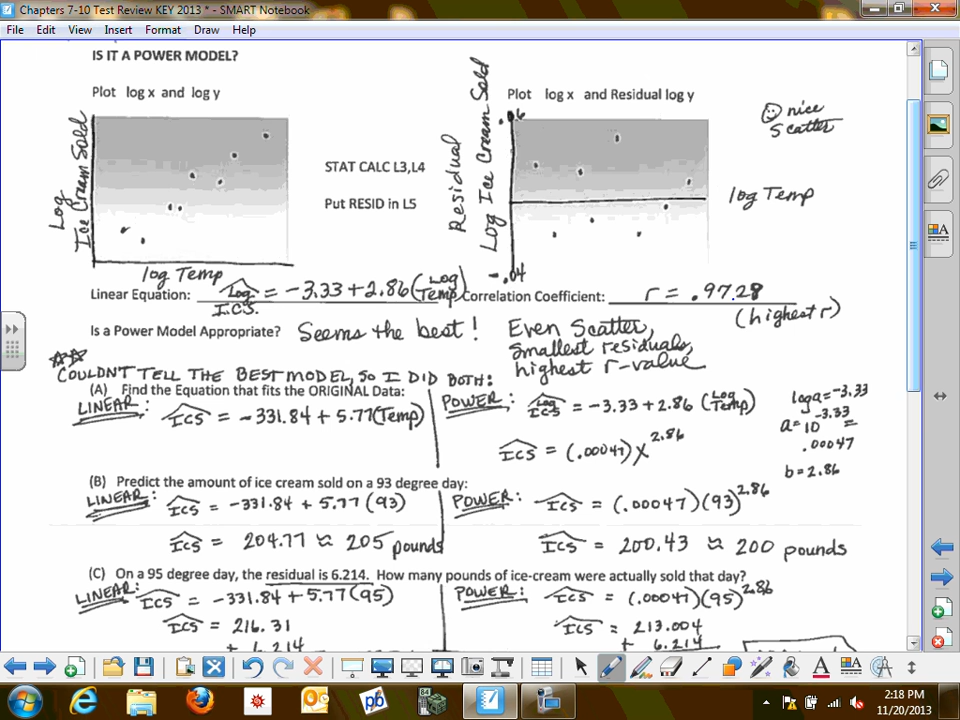 Chapters 7-10 Test Review KEY 2013 * - SMART Notebook
File Edit View Insert Format Draw Help
IS IT A POWER MODEL?
Plot log x and log y
Plot log x and Residual log y
☺ nice
Scatter
Log
Ice Cream Sold
STAT CALC L3,L4
Put RESID in L5
log Temp
Residual
Log Ice Cream Sold
.06
-.04
log Temp
Linear Equation: Log I.C.S. = -3.33 + 2.86 (Log Temp) Correlation Coefficient: r = .9728
(highest r)
Is a Power Model Appropriate? Seems the best! Even Scatter,
smallest residuals,
highest r-value
☆☆ COULDN'T TELL THE BEST MODEL, SO I DID BOTH:
(A) Find the Equation that fits the ORIGINAL Data:
LINEAR: ICS = -331.84 + 5.77(Temp)
POWER: Log ICS = -3.33 + 2.86 (Log Temp)
ICS = (.00047)x^2.86
log a = -3.33
a = 10^-3.33 =
.00047
b = 2.86
(B) Predict the amount of ice cream sold on a 93 degree day:
LINEAR: ICS = -331.84 + 5.77(93)
ICS = 204.77 ≈ 205 pounds
POWER: ICS = (.00047)(93)^2.86
ICS = 200.43 ≈ 200 pounds
(C) On a 95 degree day, the residual is 6.214. How many pounds of ice-cream were actually sold that day?
LINEAR: ICS = -331.84 + 5.77(95)
ICS = 216.31
+ 6.214
POWER: ICS = (.00047)(95)^2.86
ICS = 213.004
+ 6.214
2:18 PM
11/20/2013